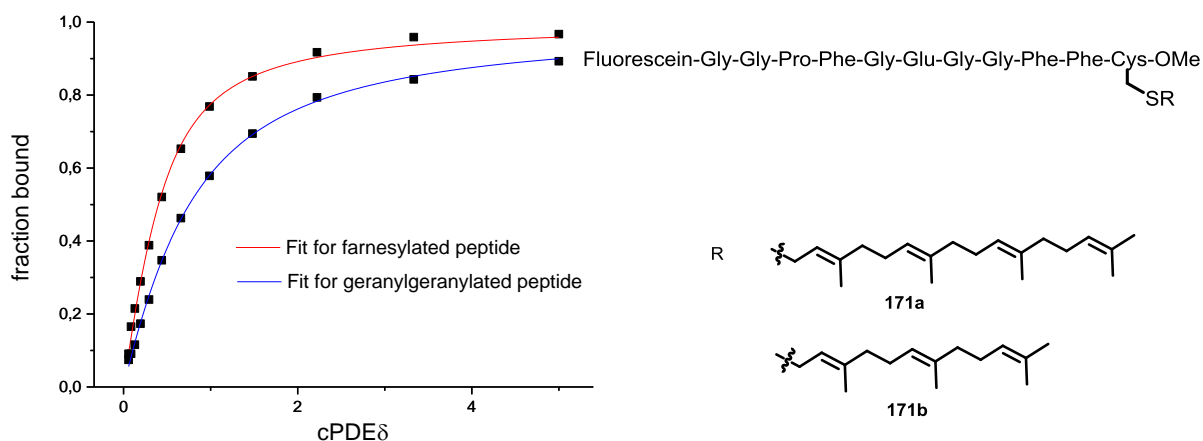 1,0
0,8
0,6
0,4
0,2
0,0
fraction bound
0
2
4
cPDEδ
Fit for farnesylated peptide
Fit for geranylgeranylated peptide
Fluorescein-Gly-Gly-Pro-Phe-Gly-Glu-Gly-Gly-Phe-Phe-Cys-OMe
SR
R
171a
171b